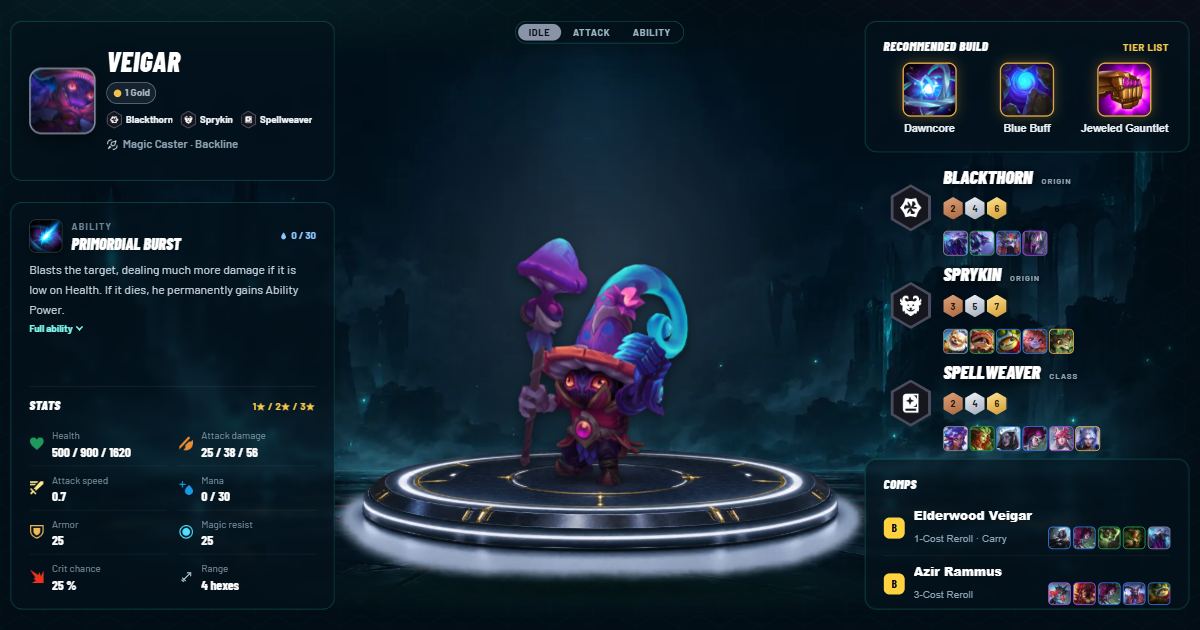 VEIGAR
1 Gold
Blackthorn Sprykin Spellweaver
Magic Caster · Backline
ABILITY
PRIMORDIAL BURST
0 / 30
Blasts the target, dealing much more damage if it is
low on Health. If it dies, he permanently gains Ability
Power.
Full ability
STATS
1★ / 2★ / 3★
Health
500 / 900 / 1620
Attack damage
25 / 38 / 56
Attack speed
0.7
Mana
0 / 30
Armor
25
Magic resist
25
Crit chance
25 %
Range
4 hexes
IDLE ATTACK ABILITY
RECOMMENDED BUILD
TIER LIST
Dawncore Blue Buff Jeweled Gauntlet
BLACKTHORN ORIGIN
2 4 6
SPRYKIN ORIGIN
3 5 7
SPELLWEAVER CLASS
2 4 6
COMPS
B
Elderwood Veigar
1-Cost Reroll · Carry
B
Azir Rammus
3-Cost Reroll